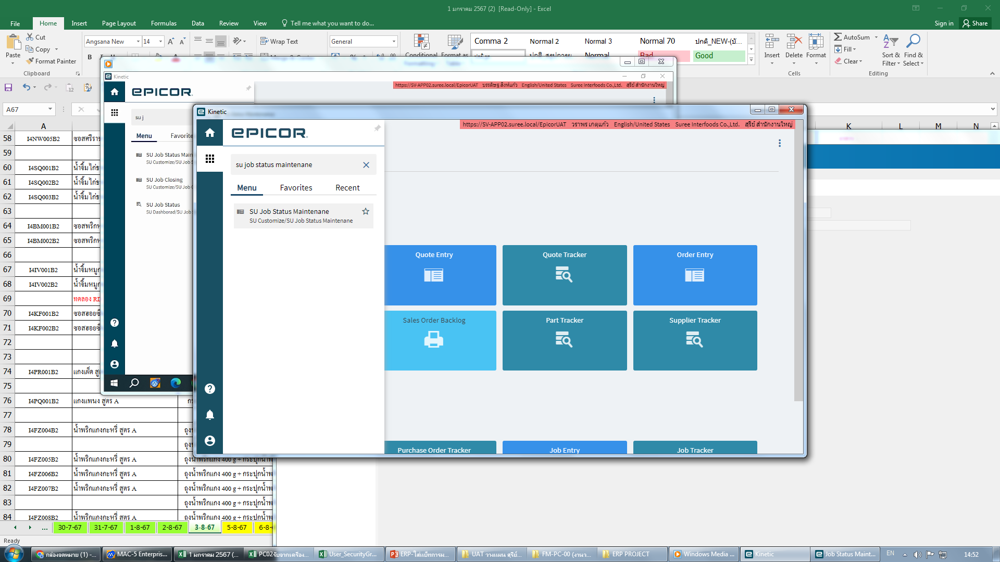 1 มกราคม 2567 (2)  [Read-Only] - Excel
File
Home
Insert
Page Layout
Formulas
Data
Review
View
Tell me what you want to do...
Sign in
Share
Cut
Copy
Format Painter
Paste
Clipboard
Angsana New
14
Wrap Text
General
Conditional
Format as
Comma 2
Normal 2
Normal 3
Normal 70
ปกติ_NEW-(บั...
Normal
Bad
Good
Insert
Delete
Format
Cells
AutoSum
Fill
Clear
Sort & Filter
Find & Select
Editing
A67
Kinetic
EPICOR
https://SV-APP02.suree.local/EpicorUAT
บรรดิษฐ สิงห์แก้ว
English/United States
Suree Interfoods Co.,Ltd.
สุรีย์ สำนักงานใหญ่
su j
Menu
Favorite
SU Job Status Main
SU Customize/SU Job S
SU Job Closing
SU Customize/SU Job C
SU Job Status
SU Dashborad/SU Job
Kinetic
EPICOR
https://SV-APP02.suree.local/EpicorUAT
วราพร เกตุแก้ว
English/United States
Suree Interfoods Co.,Ltd.
สุรีย์ สำนักงานใหญ่
su job status maintenane
Menu
Favorites
Recent
SU Job Status Maintenane
SU Customize/SU Job Status Maintenane
Quote Entry
Quote Tracker
Order Entry
Sales Order Backlog
Part Tracker
Supplier Tracker
Purchase Order Tracker
Job Entry
Job Tracker
A
K
L
M
N
58 I4NW005B2 ซอสศรีราช
59
60 I4SQ001B2 น้ำจิ้มไก่
61 I4SQ002B2 น้ำจิ้มไก่
62 I4SQ003B2 น้ำจิ้มไก่
63
64 I4BM001B2 ซอสพริกห
65 I4BM002B2 ซอสพริกห
66
67 I4IV001B2 น้ำจิ้มหมูก
68 I4IV002B2 น้ำจิ้มหมูก
69 ทดลอง
70 I4KF001B2 ซอสฮอยซิ
71 I4KF002B2 ซอสฮอยซิ
72
73
74 I4PR001B2 แกงเผ็ด สู
75
76 I4PQ001B2 แกงแพนง สูตร A
77
78 I4FZ004B2 น้ำพริกแกงกะหรี่ สูตร A ถุง
79 ถุง
80 I4FZ005B2 น้ำพริกแกงกะหรี่ สูตร A ถุงน้ำพริกแกง 400 g + กระปุกน้ำพ
81 I4FZ006B2 น้ำพริกแกงกะหรี่ สูตร A ถุงน้ำพริกแกง 400 g + กระปุกน้ำพ
82 I4FZ007B2 น้ำพริกแกงกะหรี่ สูตร A ถุงน้ำพริกแกง 400 g + กระปุกน้ำพ
83 ถุงน้ำพริกแกง 400 g + กระปุกน้ำพ
84 I4FZ008B2 น้ำพริกแกงกะหรี่ สูตร A ถุงน้ำพริกแกง 400 g + กระปุกน้ำพ
... 30-7-67 31-7-67 1-8-67 2-8-67 3-8-67 5-8-67 6-8-
Ready
กล่องจดหมาย (1) -...
MAC-5 Enterpris...
1 มกราคม 2567 (...
PC02รับจากเครื่อง...
User_SecurityGr...
ERP-ใส่แม็ทการผ...
UAT วางแผน สุรีย์...
FM-PC-00 (งานว...
ERP PROJECT
Windows Media ...
Kinetic
Job Status Maint...
EN
14:52